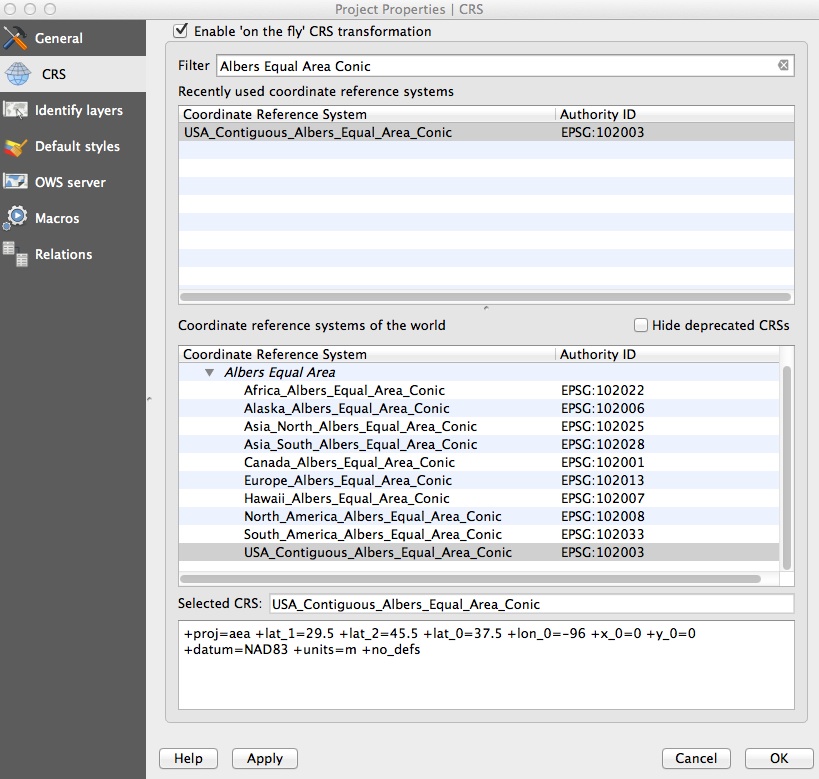 Project Properties | CRS
General
CRS
Identify layers
Default styles
OWS server
Macros
Relations
Enable 'on the fly' CRS transformation
Filter Albers Equal Area Conic
Recently used coordinate reference systems
Coordinate Reference System Authority ID
USA_Contiguous_Albers_Equal_Area_Conic EPSG:102003
Coordinate reference systems of the world Hide deprecated CRSs
Coordinate Reference System Authority ID
Albers Equal Area
Africa_Albers_Equal_Area_Conic EPSG:102022
Alaska_Albers_Equal_Area_Conic EPSG:102006
Asia_North_Albers_Equal_Area_Conic EPSG:102025
Asia_South_Albers_Equal_Area_Conic EPSG:102028
Canada_Albers_Equal_Area_Conic EPSG:102001
Europe_Albers_Equal_Area_Conic EPSG:102013
Hawaii_Albers_Equal_Area_Conic EPSG:102007
North_America_Albers_Equal_Area_Conic EPSG:102008
South_America_Albers_Equal_Area_Conic EPSG:102033
USA_Contiguous_Albers_Equal_Area_Conic EPSG:102003
Selected CRS: USA_Contiguous_Albers_Equal_Area_Conic
+proj=aea +lat_1=29.5 +lat_2=45.5 +lat_0=37.5 +lon_0=-96 +x_0=0 +y_0=0
+datum=NAD83 +units=m +no_defs
Help Apply Cancel OK